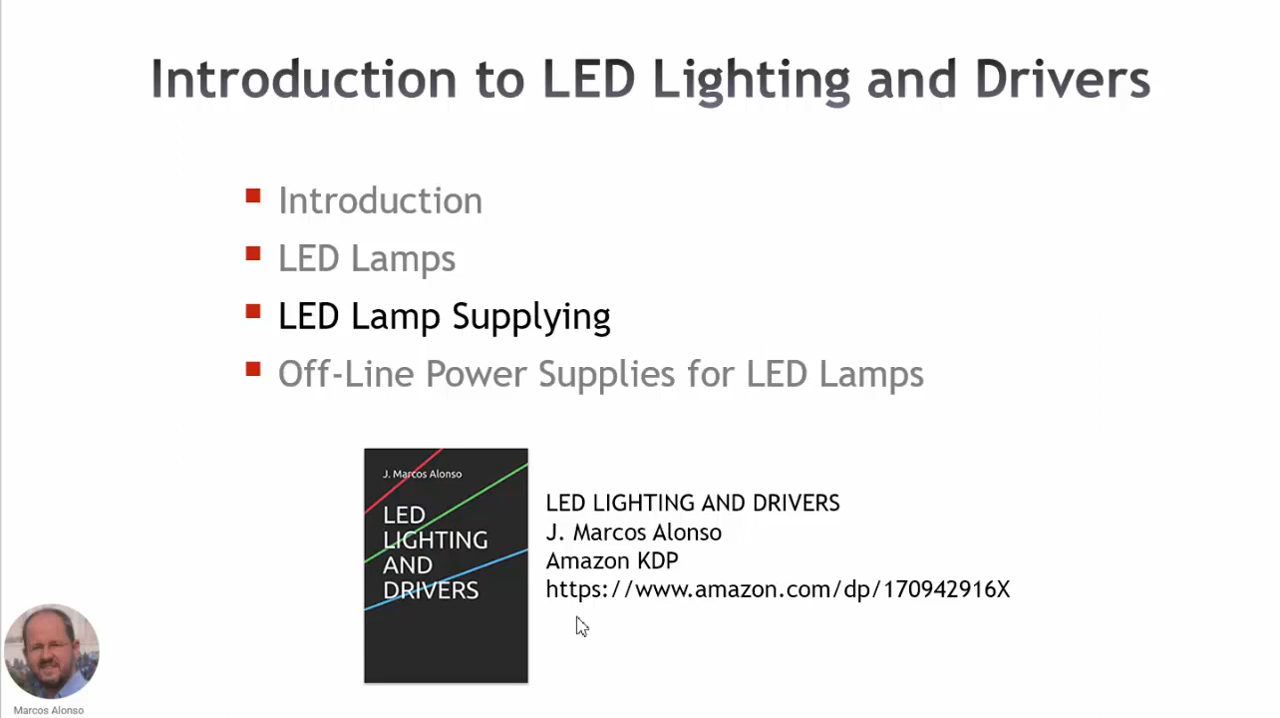 Introduction to LED Lighting and Drivers
Introduction
LED Lamps
LED Lamp Supplying
Off-Line Power Supplies for LED Lamps
J. Marcos Alonso
LED
LIGHTING
AND
DRIVERS
LED LIGHTING AND DRIVERS
J. Marcos Alonso
Amazon KDP
https://www.amazon.com/dp/170942916X
Marcos Alonso